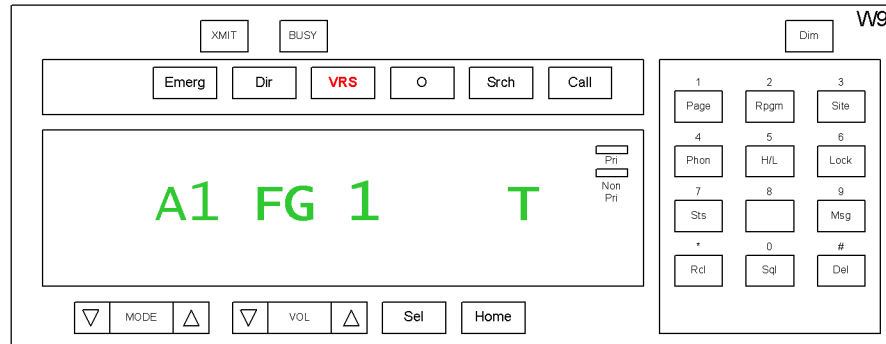 W9
XMIT BUSY Dim
Emerg Dir VRS O Srch Call
A1 FG 1 T
Pri
Non
Pri
MODE VOL Sel Home
1 2 3
Page Rpgm Site
4 5 6
Phon H/L Lock
7 8 9
Sts Msg
* 0 #
Rcl Sql Del